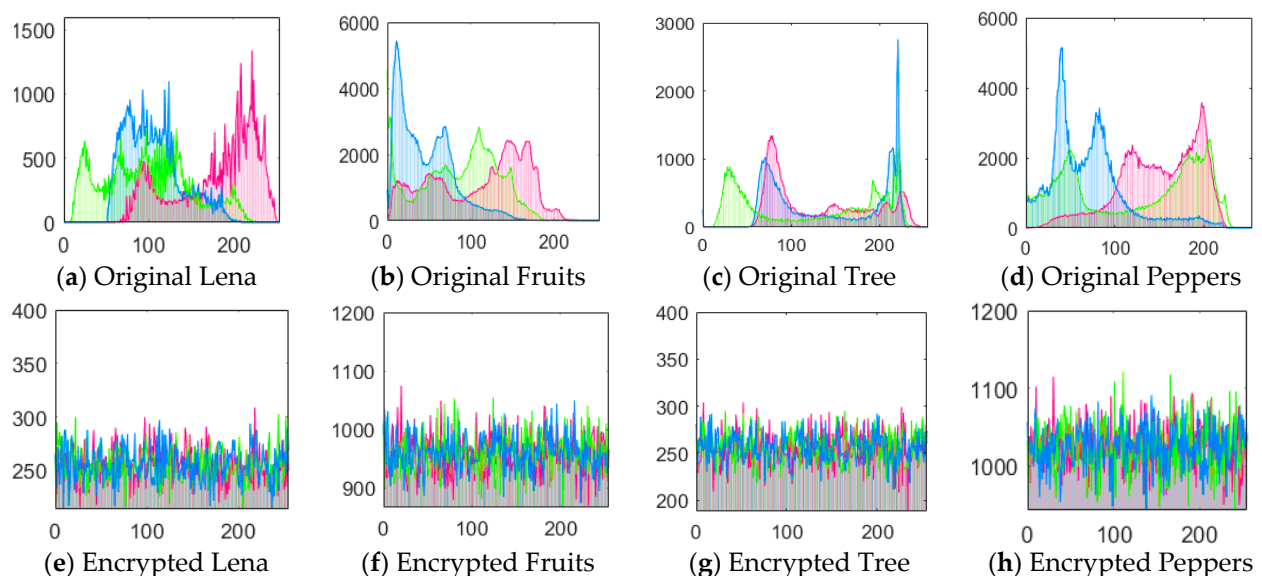 1500
1000
500
0
0 100 200
(a) Original Lena
6000
4000
2000
0
0 100 200
(b) Original Fruits
3000
2000
1000
0
0 100 200
(c) Original Tree
6000
4000
2000
0
0 100 200
(d) Original Peppers
400
350
300
250
0 100 200
(e) Encrypted Lena
1200
1100
1000
900
0 100 200
(f) Encrypted Fruits
400
350
300
250
200
0 100 200
(g) Encrypted Tree
1200
1100
1000
0 100 200
(h) Encrypted Peppers